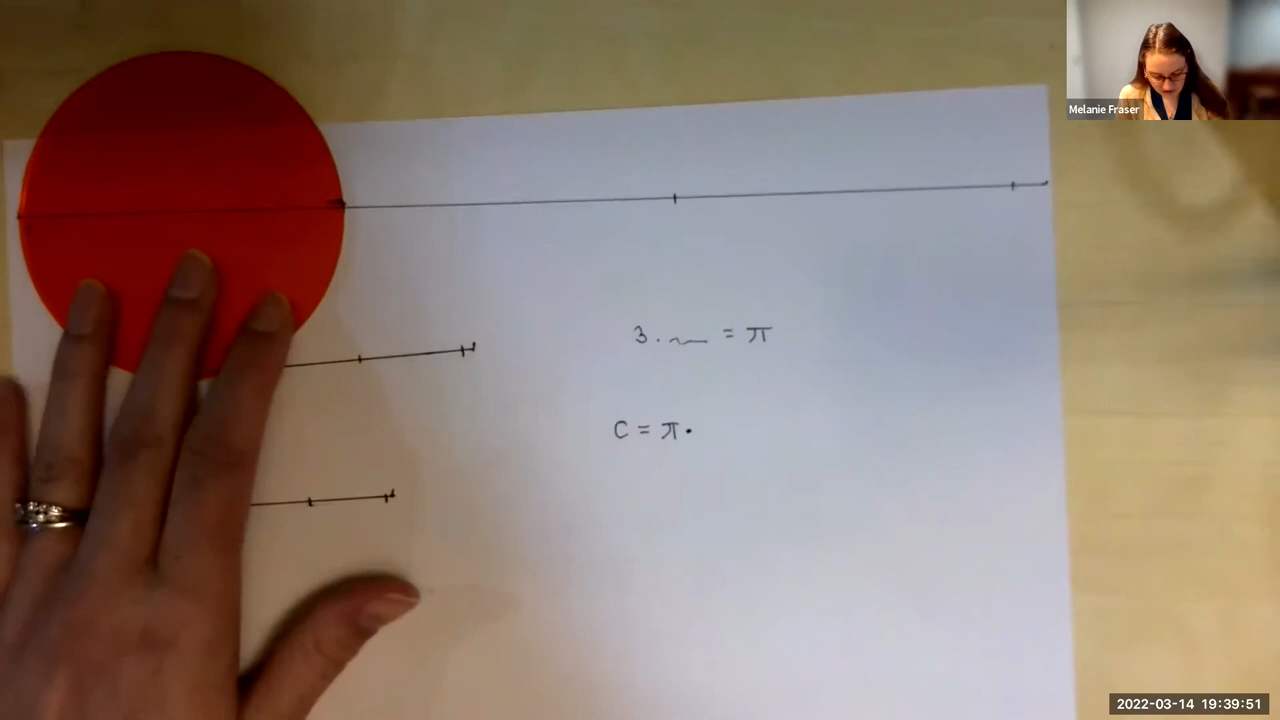 Melanie Fraser
3. = π
C = π·
2022-03-14 19:39:51